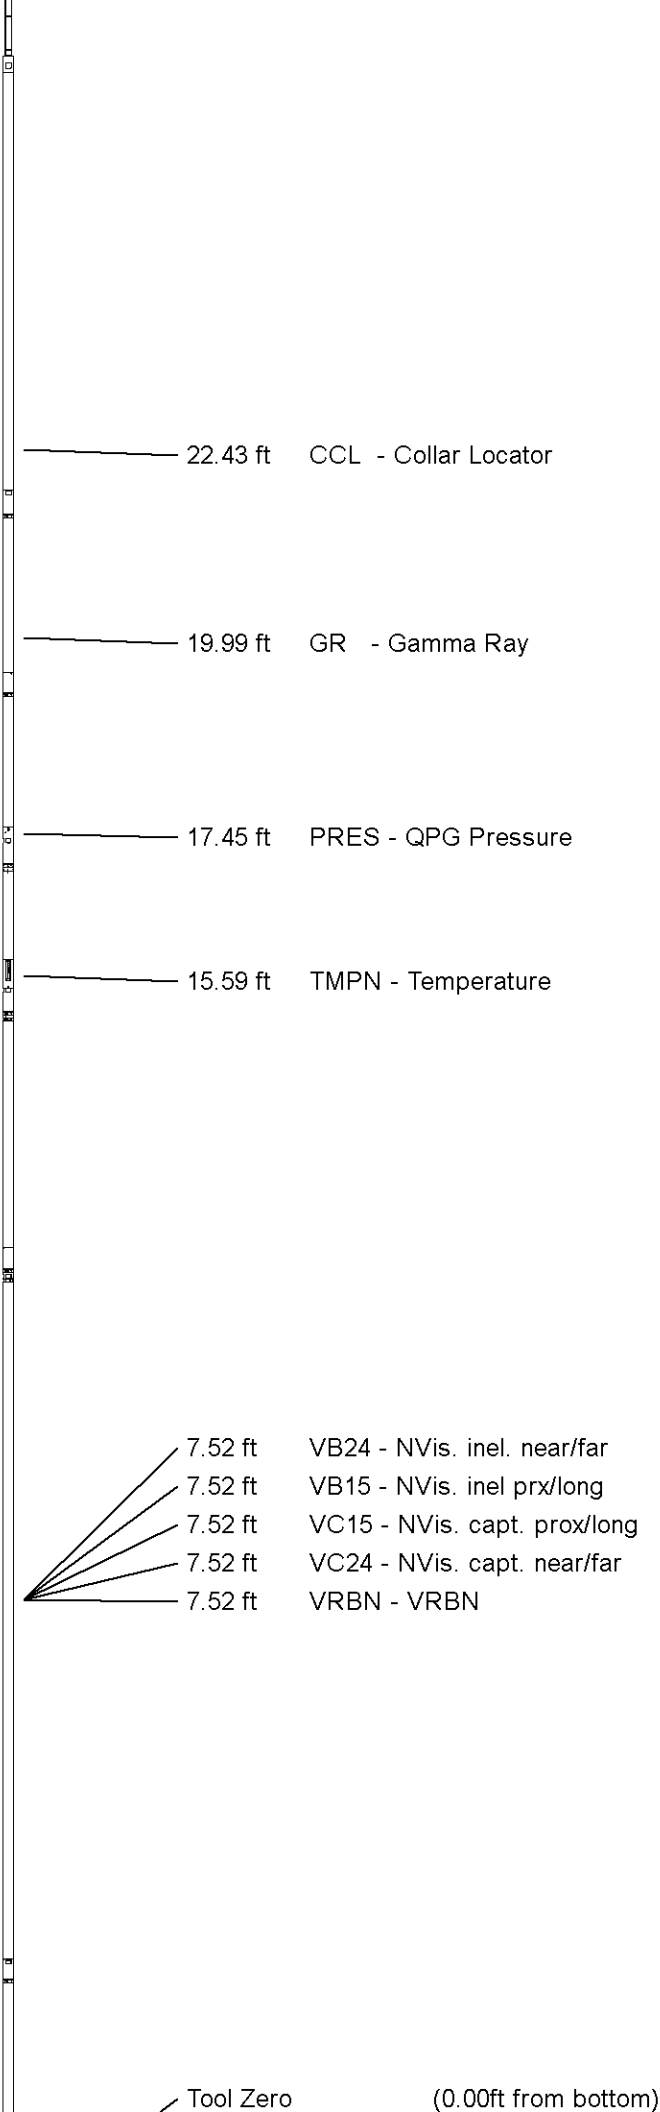 22.43 ft CCL - Collar Locator
19.99 ft GR - Gamma Ray
17.45 ft PRES - QPG Pressure
15.59 ft TMPN - Temperature
7.52 ft VB24 - NVis. inel. near/far
7.52 ft VB15 - NVis. inel prx/long
7.52 ft VC15 - NVis. capt. prox/long
7.52 ft VC24 - NVis. capt. near/far
7.52 ft VRBN - VRBN
Tool Zero (0.00ft from bottom)